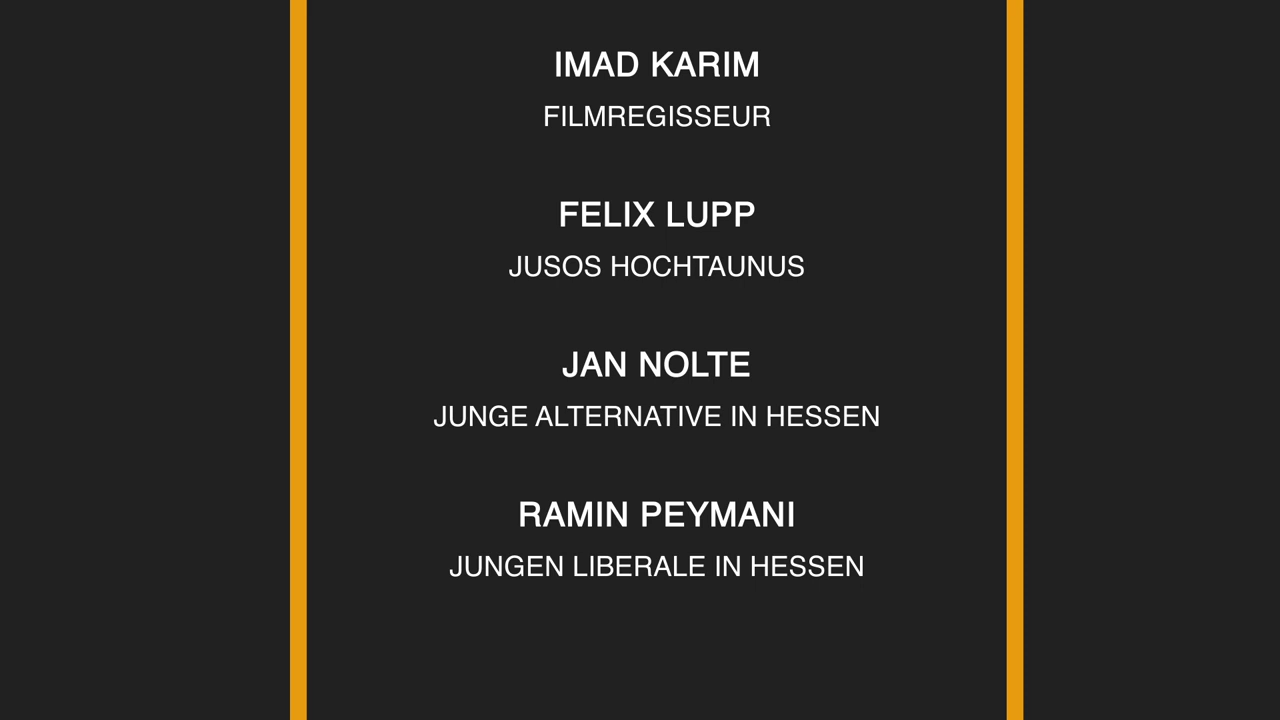 IMAD KARIM
FILMREGISSEUR
FELIX LUPP
JUSOS HOCHTAUNUS
JAN NOLTE
JUNGE ALTERNATIVE IN HESSEN
RAMIN PEYMANI
JUNGEN LIBERALE IN HESSEN